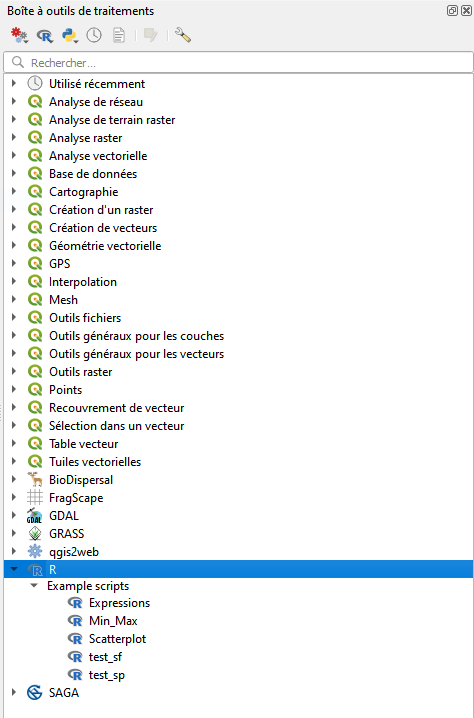 Boîte à outils de traitements
Rechercher...
Utilisé récemment
Analyse de réseau
Analyse de terrain raster
Analyse raster
Analyse vectorielle
Base de données
Cartographie
Création d'un raster
Création de vecteurs
Géométrie vectorielle
GPS
Interpolation
Mesh
Outils fichiers
Outils généraux pour les couches
Outils généraux pour les vecteurs
Outils raster
Points
Recouvrement de vecteur
Sélection dans un vecteur
Table vecteur
Tuiles vectorielles
BioDispersal
FragScape
GDAL GDAL
GRASS
qgis2web
R R
Example scripts
R Expressions
R Min_Max
R Scatterplot
R test_sf
R test_sp
SAGA